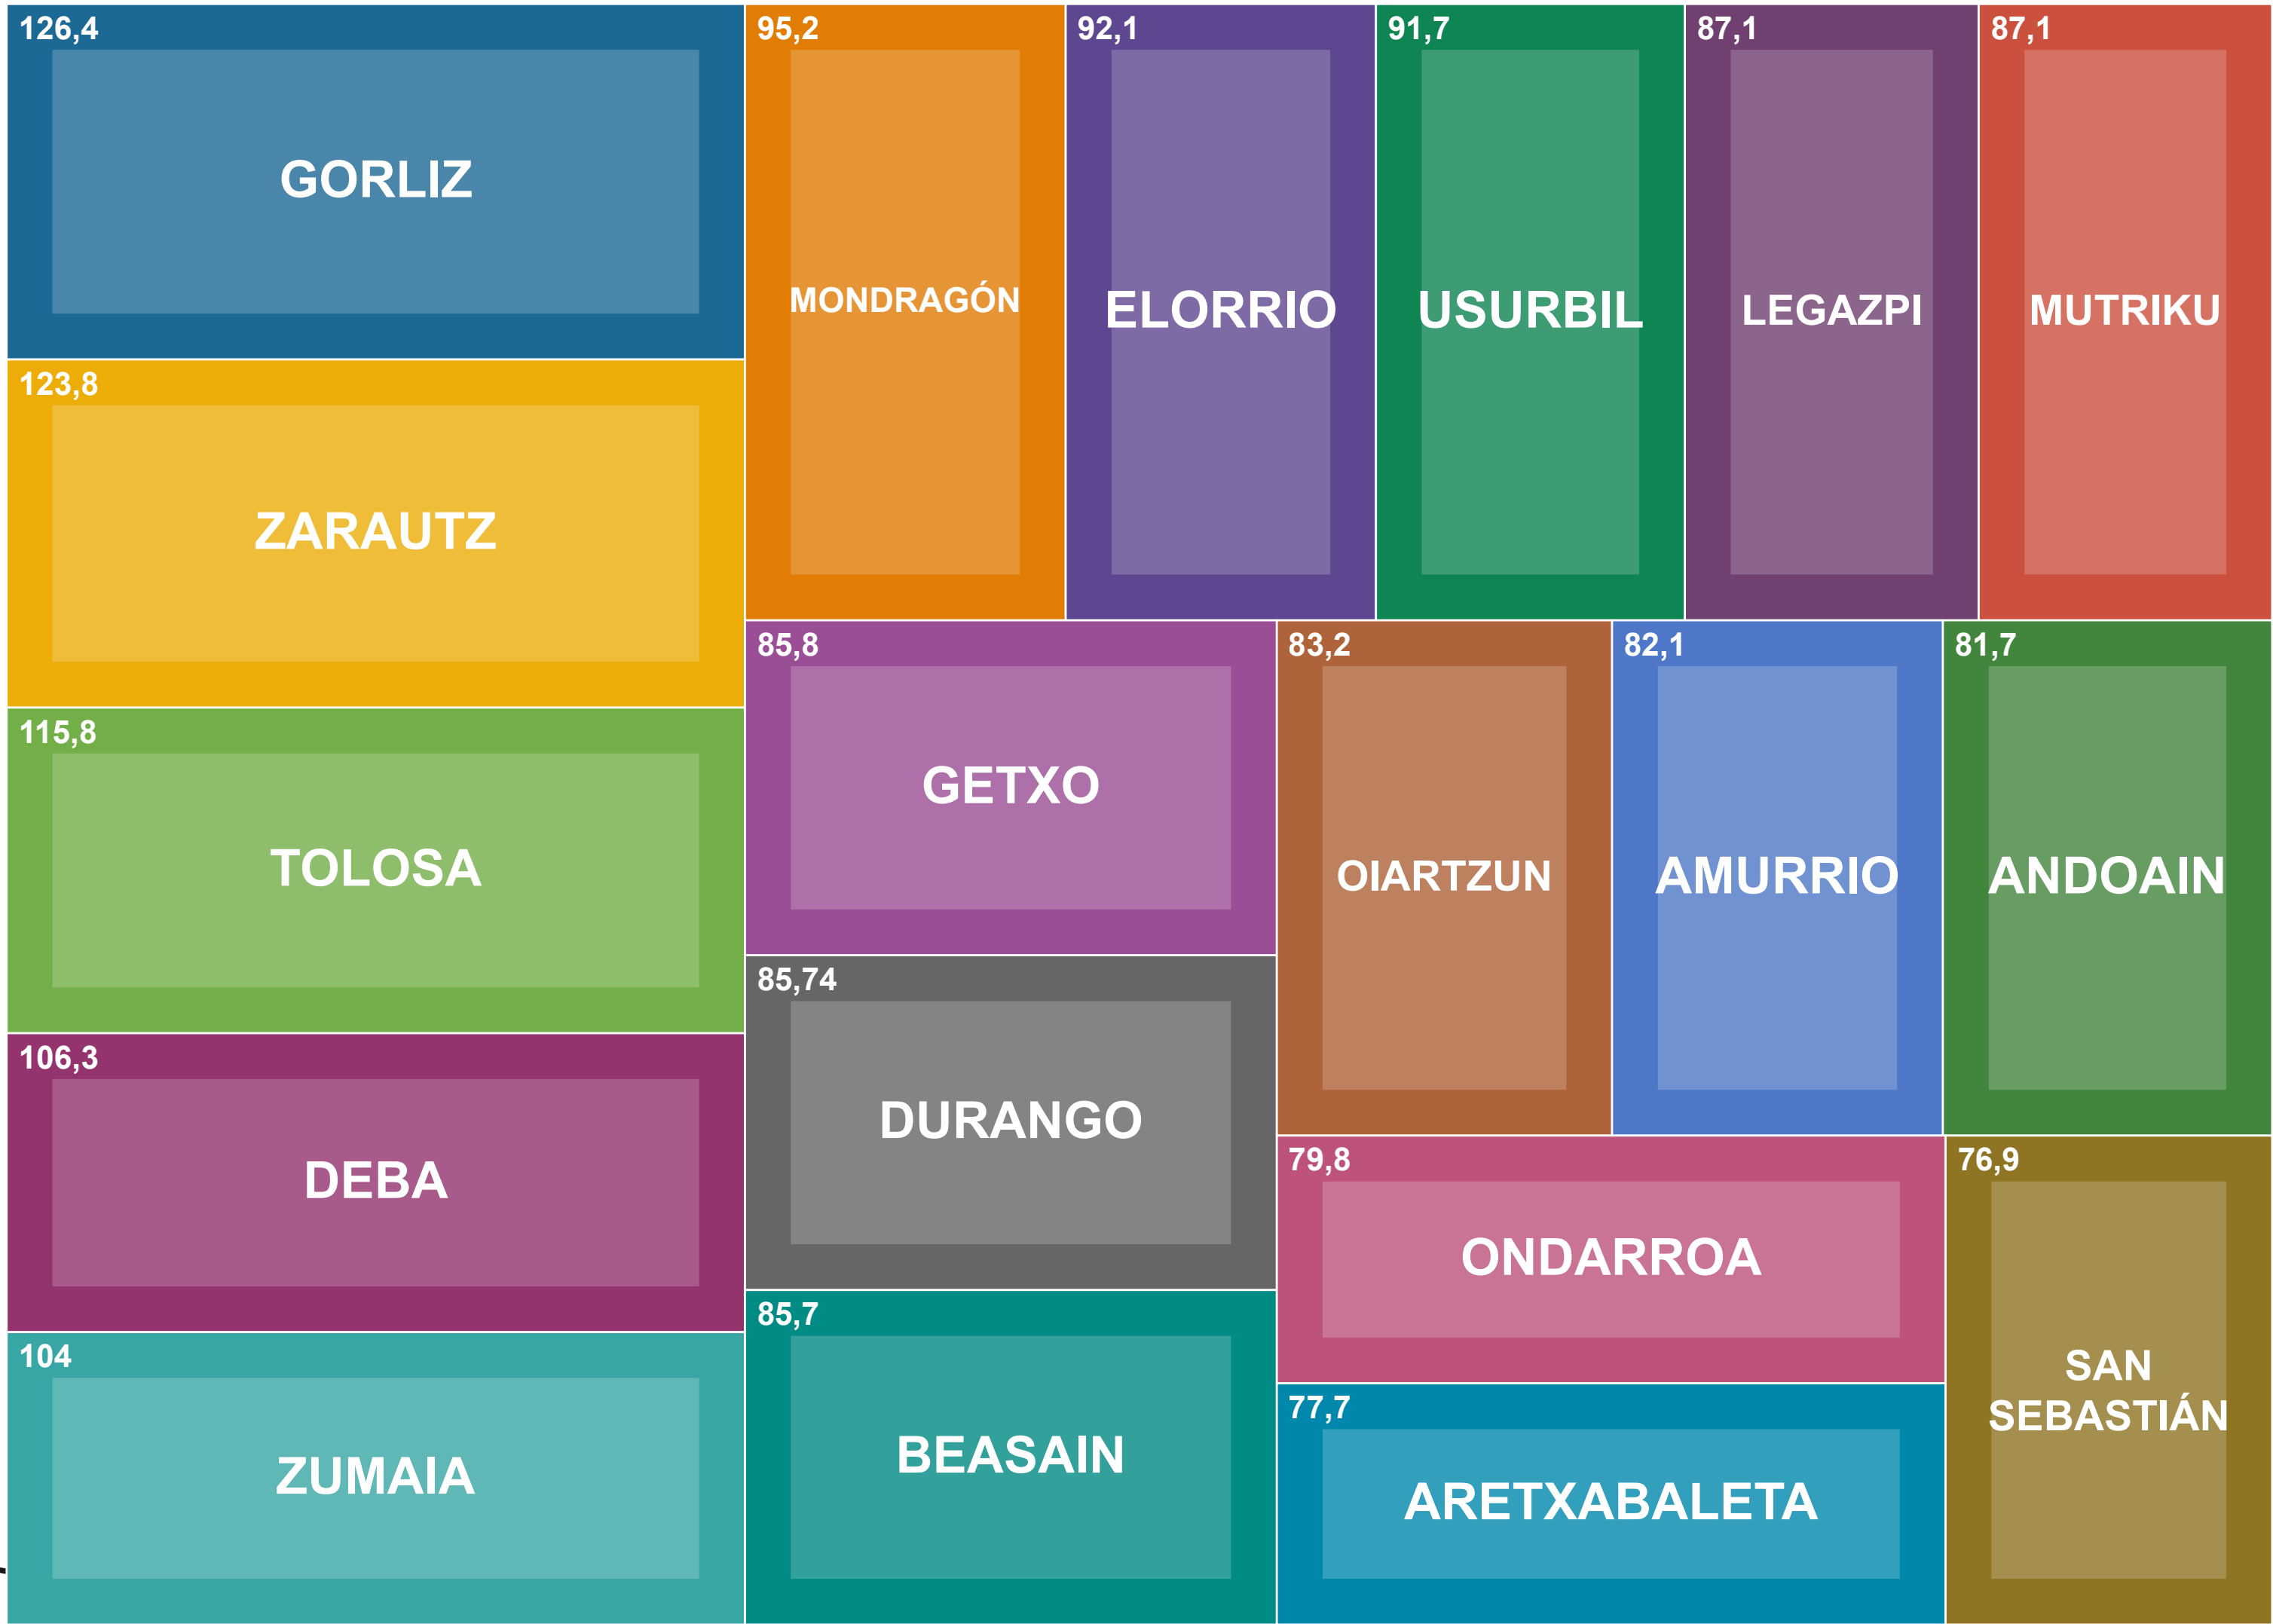 126,4
GORLIZ
123,8
ZARAUTZ
115,8
TOLOSA
106,3
DEBA
104
ZUMAIA
95,2
MONDRAGÓN
92,1
ELORRIO
91,7
USURBIL
87,1
LEGAZPI
87,1
MUTRIKU
85,8
GETXO
85,74
DURANGO
85,7
BEASAIN
83,2
OIARTZUN
82,1
AMURRIO
81,7
ANDOAIN
79,8
ONDARROA
77,7
ARETXABALETA
76,9
SAN
SEBASTIÁN